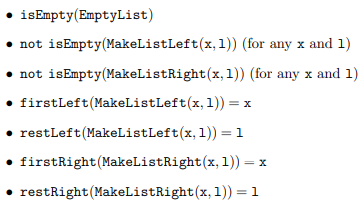 • isEmpty(EmptyList)
• not isEmpty(MakeListLeft(x,l)) (for any x and l)
• not isEmpty(MakeListRight(x,l)) (for any x and l)
• firstLeft(MakeListLeft(x,l)) = x
• restLeft(MakeListLeft(x,l)) = l
• firstRight(MakeListRight(x,l)) = x
• restRight(MakeListRight(x,l)) = l